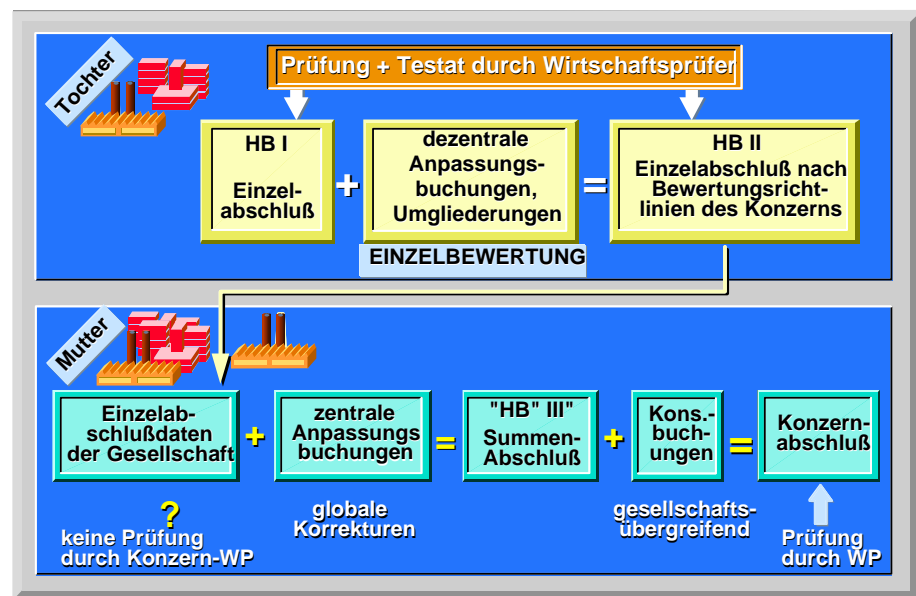 Tochter
Prüfung + Testat durch Wirtschaftsprüfer
HB I
Einzel-
abschluß
+
dezentrale
Anpassungs-
buchungen,
Umgliederungen
=
HB II
Einzelabschluß nach
Bewertungsricht-
linien des Konzerns
EINZELBEWERTUNG
Mutter
Einzelab-
schlußdaten
der Gesellschaft
+
zentrale
Anpassungs
buchungen
=
"HB" III"
Summen-
Abschluß
+
Kons.-
buch-
ungen
=
Konzern-
abschluß
?
keine Prüfung
durch Konzern-WP
globale
Korrekturen
gesellschafts-
übergreifend
Prüfung
durch WP